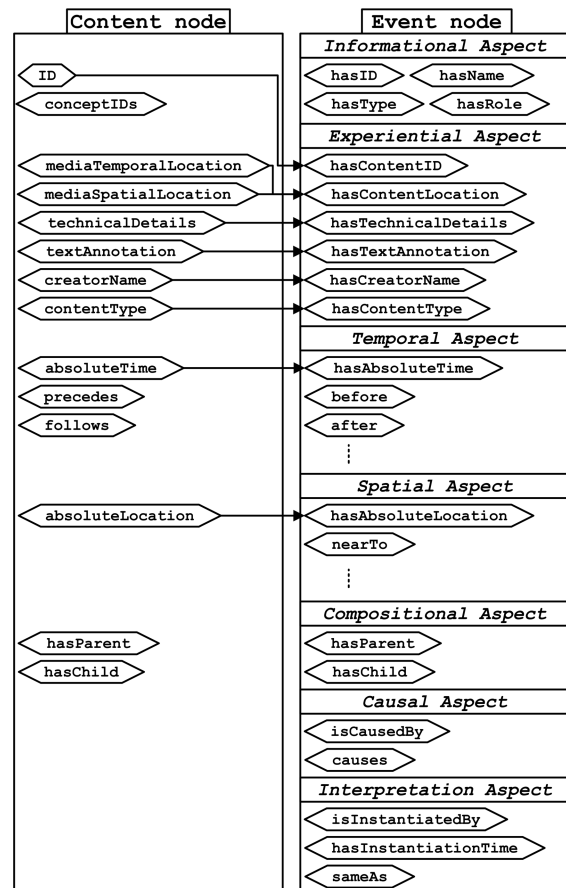 Content node
Event node
Informational Aspect
ID
hasID hasName
conceptIDs
hasType hasRole
Experiential Aspect
mediaTemporalLocation
hasContentID
mediaSpatialLocation
hasContentLocation
technicalDetails
hasTechnicalDetails
textAnnotation
hasTextAnnotation
creatorName
hasCreatorName
contentType
hasContentType
Temporal Aspect
absoluteTime
hasAbsoluteTime
precedes
before
follows
after
Spatial Aspect
absoluteLocation
hasAbsoluteLocation
nearTo
Compositional Aspect
hasParent
hasParent
hasChild
hasChild
Causal Aspect
isCausedBy
causes
Interpretation Aspect
isInstantiatedBy
hasInstantiationTime
sameAs